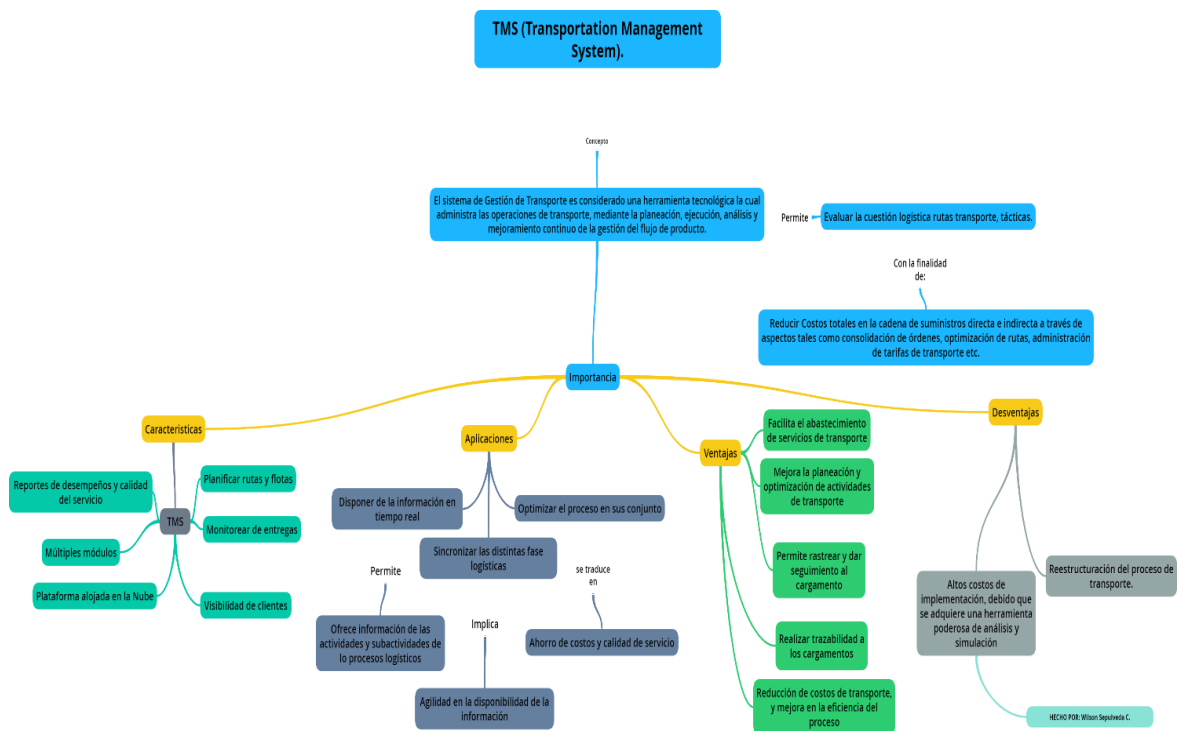 TMS (Transportation Management
System).
Concepto
El sistema de Gestión de Transporte es considerado una herramienta tecnológica la cual
administra las operaciones de transporte, mediante la planeación, ejecución, análisis y
mejoramiento continuo de la gestión del flujo de producto.
Permite
Evaluar la cuestión logística rutas transporte, tácticas.
Con la finalidad
de:
Reducir Costos totales en la cadena de suministros directa e indirecta a través de
aspectos tales como consolidación de órdenes, optimización de rutas, administración
de tarifas de transporte etc.
Importancia
Caracteristicas
TMS
Reportes de desempeños y calidad
del servicio
Múltiples módulos
Plataforma alojada en la Nube
Planificar rutas y flotas
Monitorear de entregas
Visibilidad de clientes
Aplicaciones
Disponer de la información en
tiempo real
Optimizar el proceso en sus conjunto
Sincronizar las distintas fase
logísticas
Permite
Ofrece información de las
actividades y subactividades de
lo procesos logísticos
Implica
Agilidad en la disponibilidad de la
información
se traduce
en
Ahorro de costos y calidad de servicio
Ventajas
Facilita el abastecimiento
de servicios de transporte
Mejora la planeación y
optimización de actividades
de transporte
Permite rastrear y dar
seguimiento al
cargamento
Realizar trazabilidad a
los cargamentos
Reducción de costos de transporte,
y mejora en la eficiencia del
proceso
Desventajas
Altos costos de
implementación, debido que
se adquiere una herramienta
poderosa de análisis y
simulación
Reestructuración del proceso de
transporte.
HECHO POR: Wilson Sepulveda C.